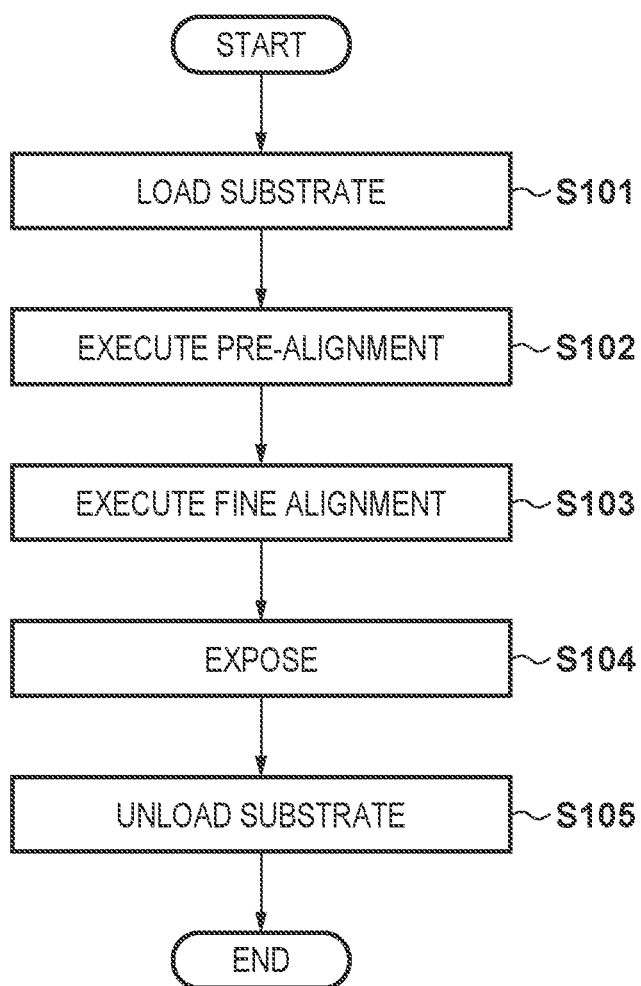 START
LOAD SUBSTRATE
S101
EXECUTE PRE-ALIGNMENT
S102
EXECUTE FINE ALIGNMENT
S103
EXPOSE
S104
UNLOAD SUBSTRATE
S105
END